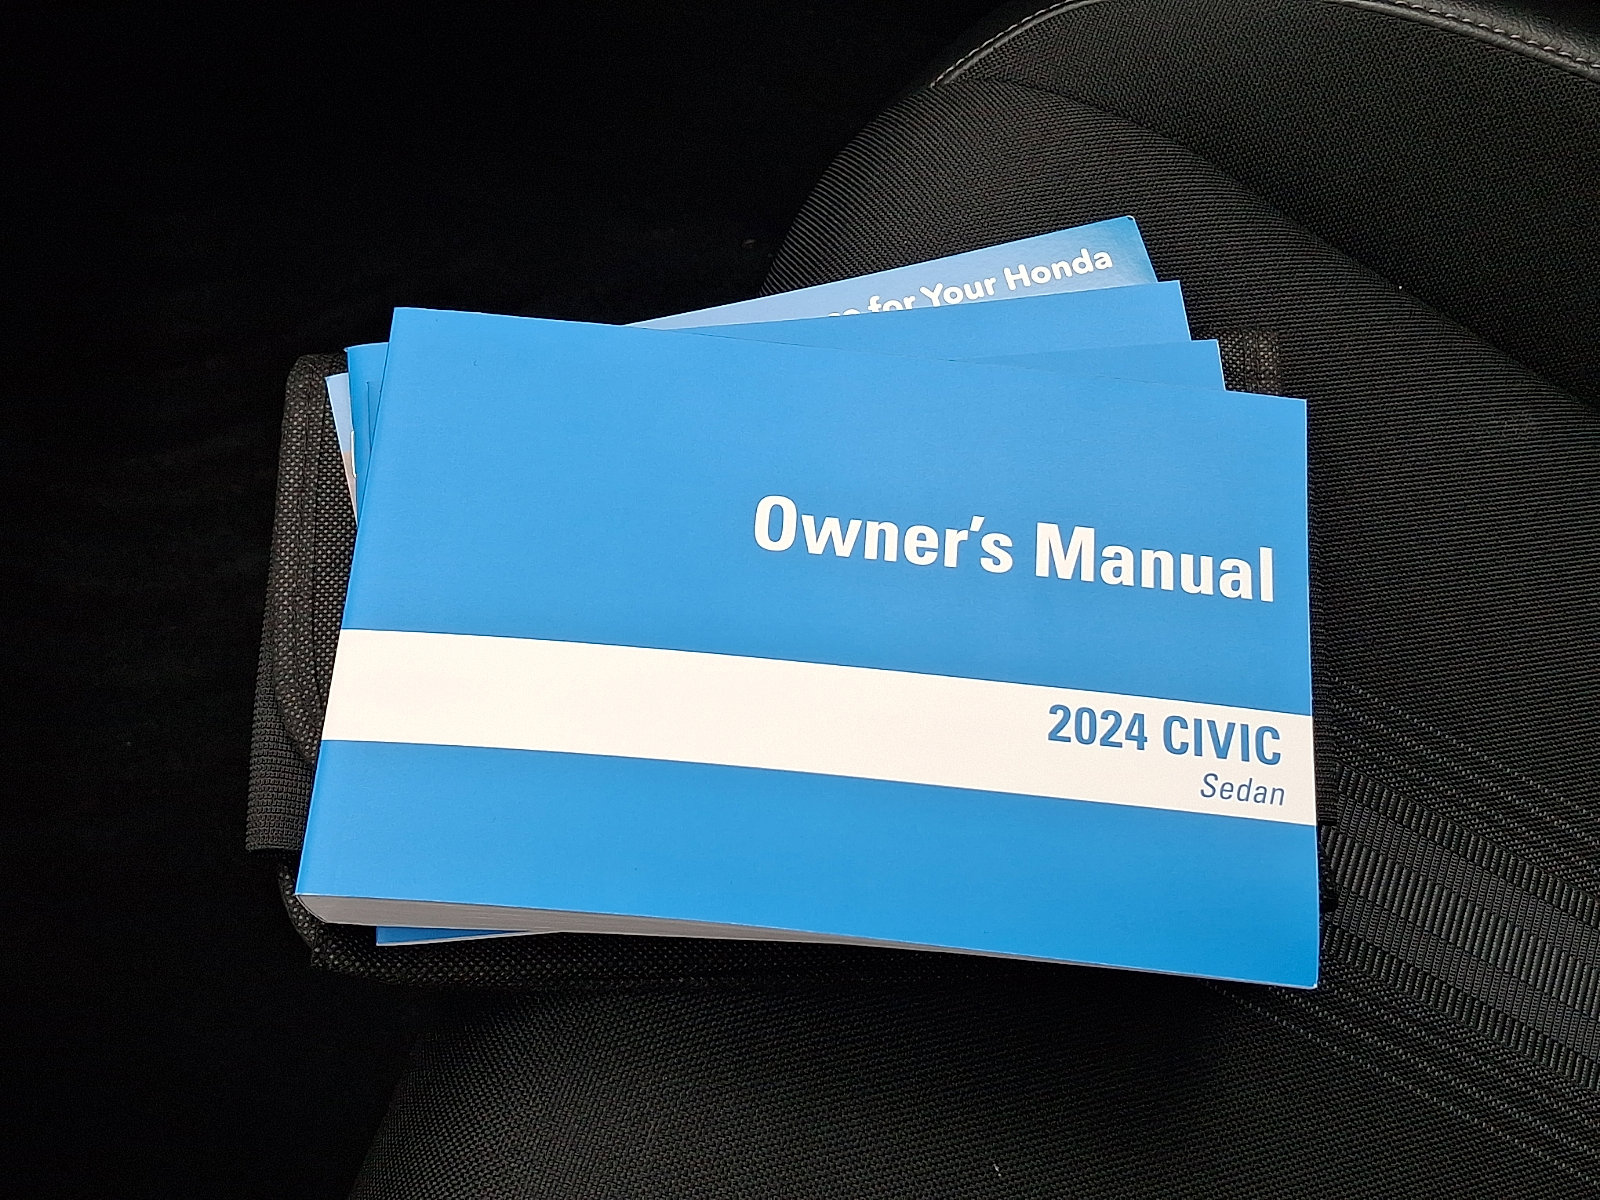 for Your Honda
Owner's Manual
2024 CIVIC
Sedan